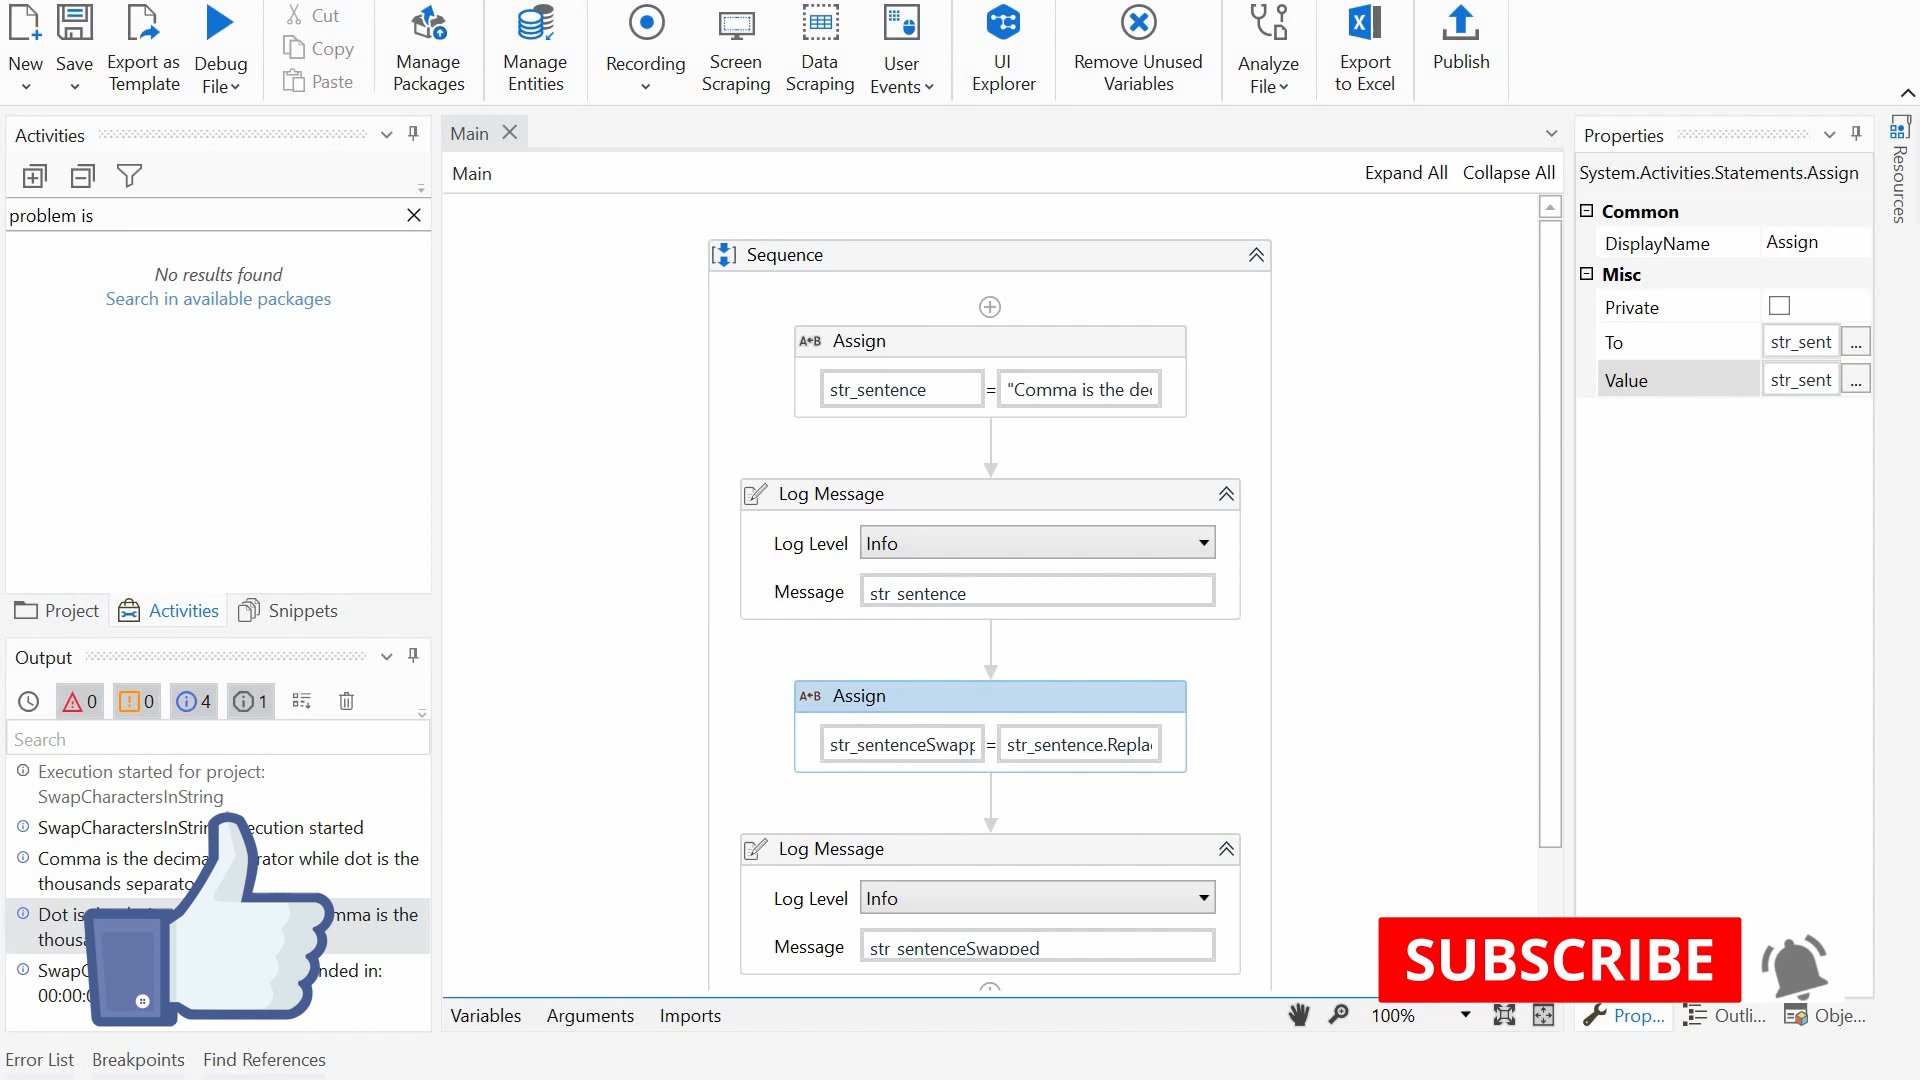 New
Save
Export as
Template
Debug
File
Cut
Copy
Paste
Manage
Packages
Manage
Entities
Recording
Screen
Scraping
Data
Scraping
User
Events
UI
Explorer
Remove Unused
Variables
Analyze
File
Export
to Excel
Publish
Activities
problem is
No results found
Search in available packages
Project
Activities
Snippets
Output
0
0
4
1
Search
Execution started for project:
SwapCharactersInString
SwapCharactersInStrin ecution started
Comma is the decima rator while dot is the
thousands separato
Dot is mma is the
thousa
SwapC nded in:
00:00:0
Error List
Breakpoints
Find References
Main
Main
Expand All
Collapse All
Sequence
A←B Assign
str_sentence = "Comma is the dec
Log Message
Log Level Info
Message str_sentence
A←B Assign
str_sentenceSwapp = str_sentence.Repla
Log Message
Log Level Info
Message str_sentenceSwapped
Variables
Arguments
Imports
100%
Properties
System.Activities.Statements.Assign
Common
DisplayName Assign
Misc
Private
To str_sent ...
Value str_sent ...
Resources
SUBSCRIBE
Prop...
Outli...
Obje...